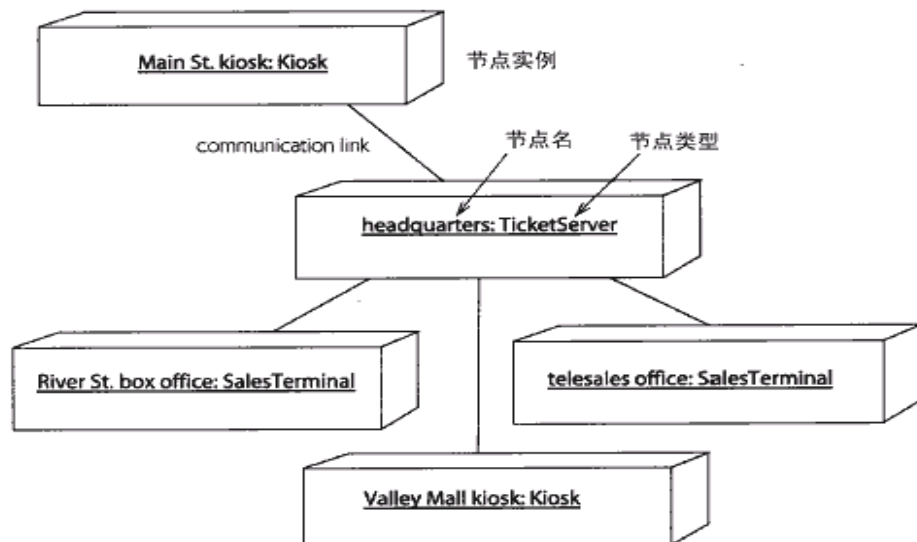 Main St. kiosk: Kiosk
节点实例
communication link
节点名
节点类型
headquarters: TicketServer
River St. box office: SalesTerminal
telesales office: SalesTerminal
Valley Mall kiosk: Kiosk